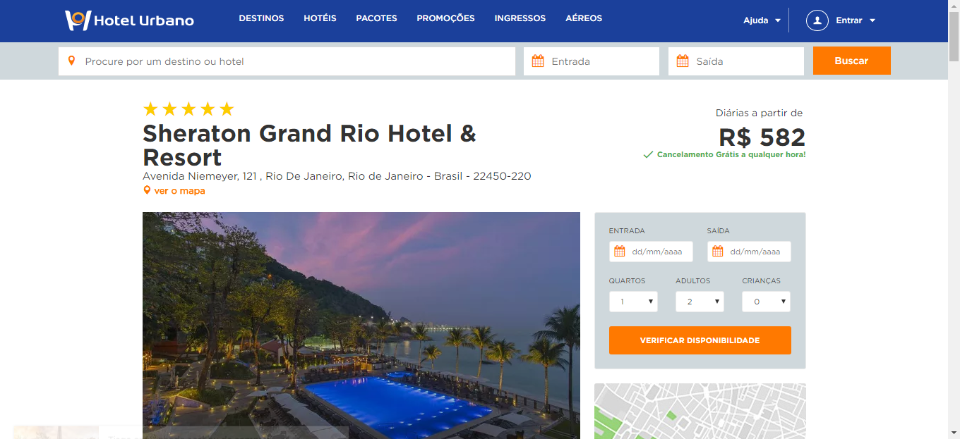 Hotel Urbano
DESTINOS HOTÉIS PACOTES PROMOÇÕES INGRESSOS AÉREOS
Ajuda Entrar
Procure por um destino ou hotel
Entrada
Saída
Buscar
Sheraton Grand Rio Hotel &
Resort
Avenida Niemeyer, 121 , Rio De Janeiro, Rio de Janeiro - Brasil - 22450-220
ver o mapa
Diárias a partir de
R$ 582
Cancelamento Grátis a qualquer hora!
ENTRADA SAÍDA
dd/mm/aaaa dd/mm/aaaa
QUARTOS ADULTOS CRIANÇAS
1 2 0
VERIFICAR DISPONIBILIDADE